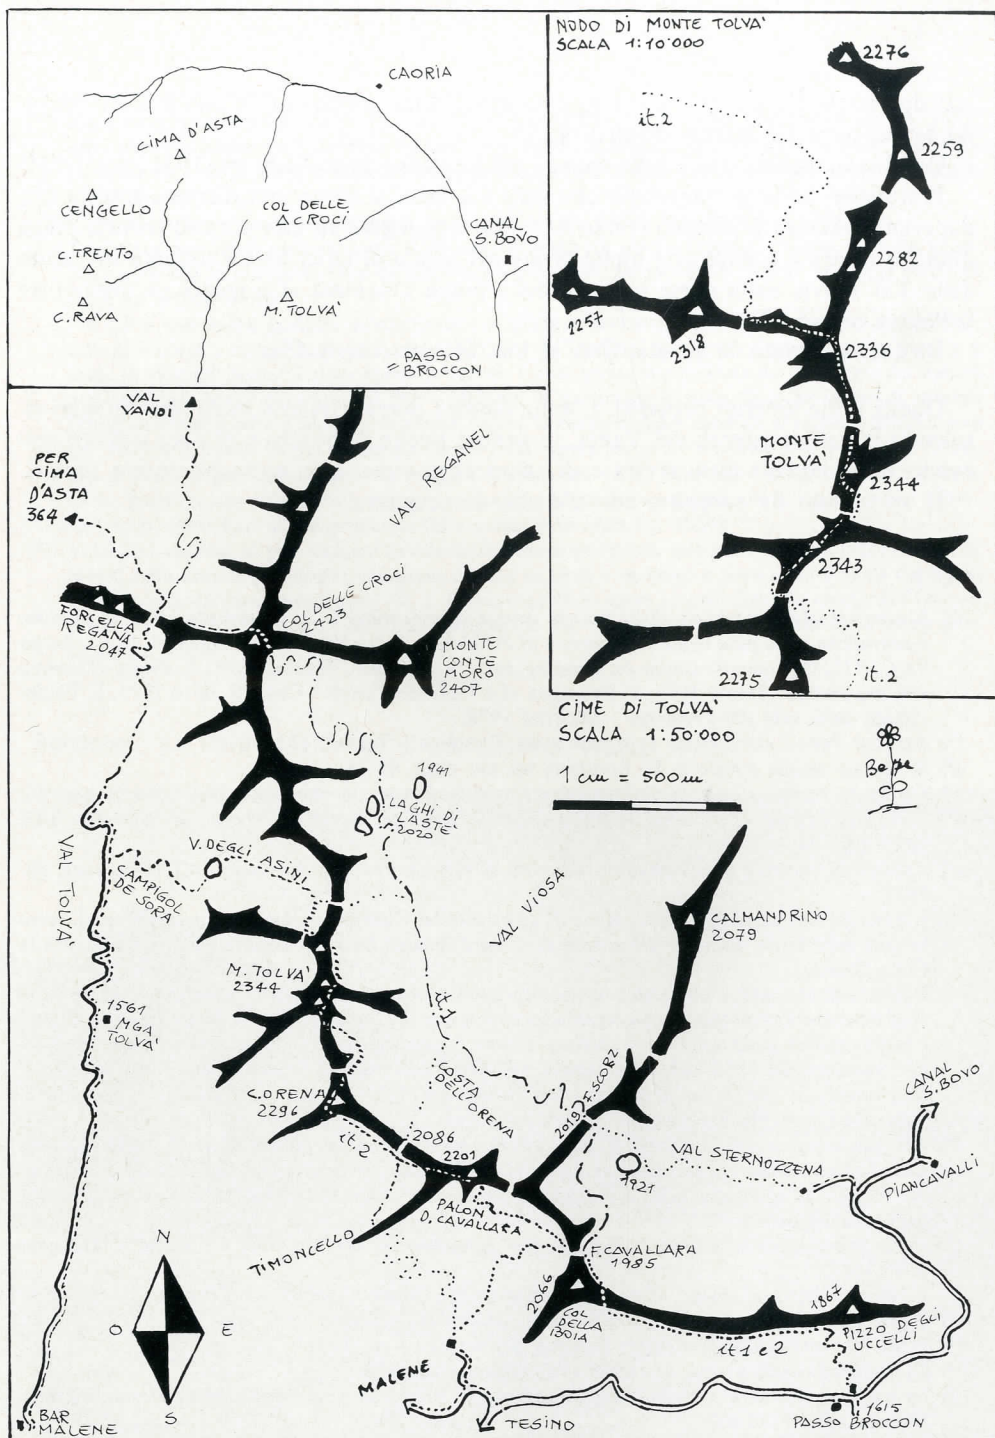 CAORIA
CIMA D'ASTA
CENGELLO
COL DELLE
CROCI
CANAL
S. BOVO
C. TRENTO
C. RAVA
M. TOLVA'
PASSO
BROCCON
NODO DI MONTE TOLVA'
SCALA 1:10'000
2276
it.2
2259
2282
2257
2318
2336
MONTE
TOLVA'
2344
2343
2275
it.2
VAL
VANOI
PER
CIMA
D'ASTA
364
VAL REGANEL
FORCELLA
REGANA
2047
COL DELLE CROCI
2423
MONTE
CONTE
MORO
2407
CIME DI TOLVA'
SCALA 1:50'000
1 cm = 500 m
Bepe
1941
LAGHI DI
LASTE'
2020
V. DEGLI ASINI
VAL TOLVA'
CAMPIGOL
DE SORA
VAL VIOSA
CALMANDRINO
2079
M. TOLVA'
2344
it.1
1561
MGA
TOLVA'
COSTA
DELL'ORENA
2019 F. SCORZ
CANAL
S. BOVO
C. ORENA
2296
2086
2201
it.2
VAL STERNOZZENA
1921
PIANCAVALLI
PALON
D. CAVALLARA
TIMONCELLO
F. CAVALLARA
1985
2066
COL
DELLA
BOIA
1867
PIZZO DEGLI
UCCELLI
it 1 e 2
N
O
E
S
MALENE
BAR
MALENE
TESINO
1615
PASSO BROCCON